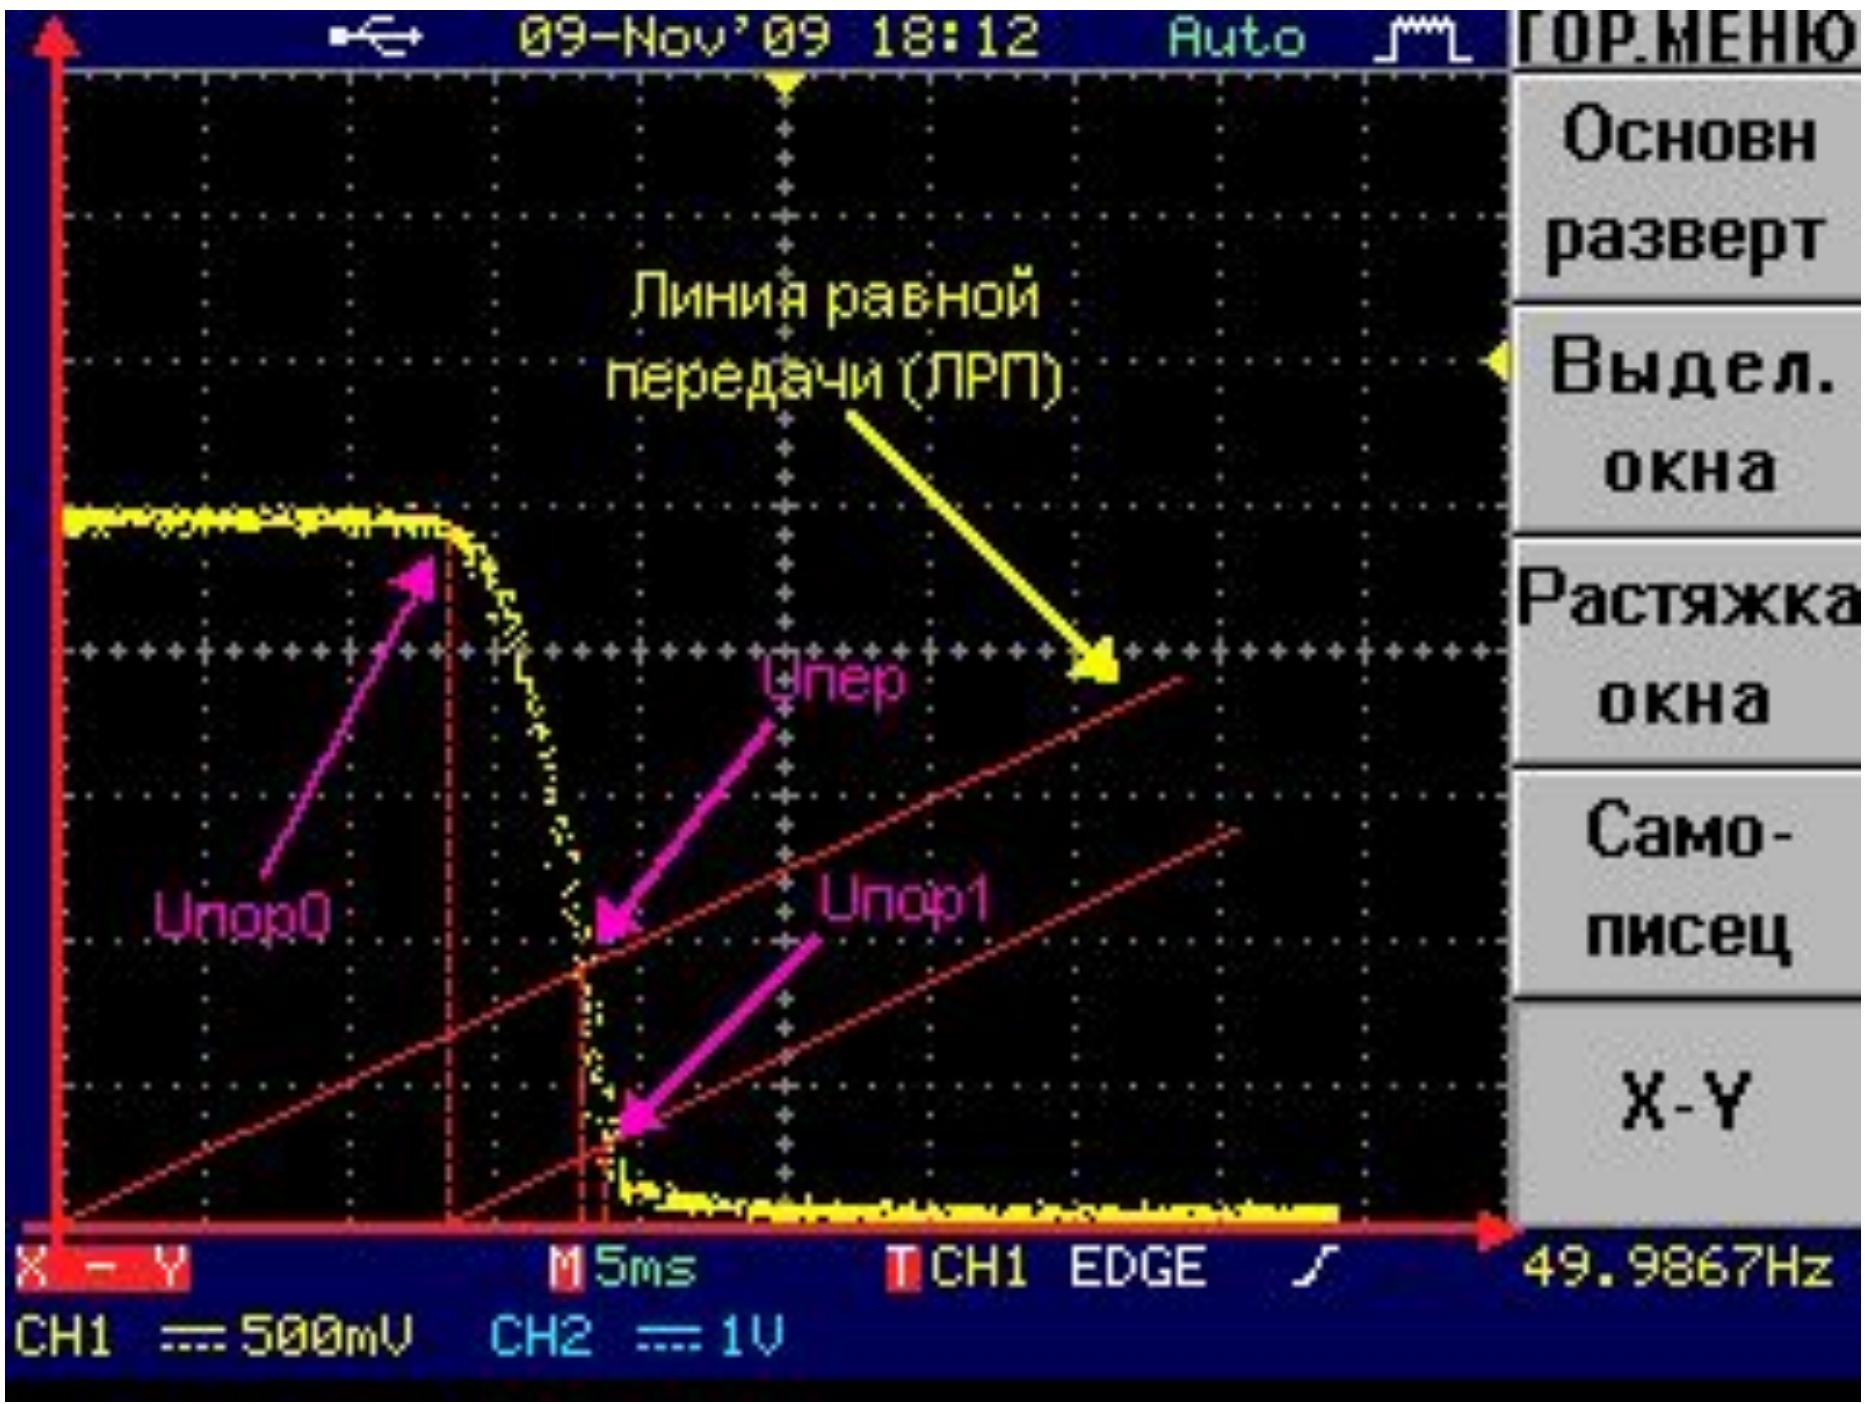 09-Nov'09 18:12 Auto
ГОР.МЕНЮ
Основн
разверт
Выдел.
окна
Растяжка
окна
Само-
писец
X-Y
Линия равной
передачи (ЛРП)
Uпер
Uпор1
Uпор0
X - Y M 5ms T CH1 EDGE 49.9867Hz
CH1 500mV CH2 1V